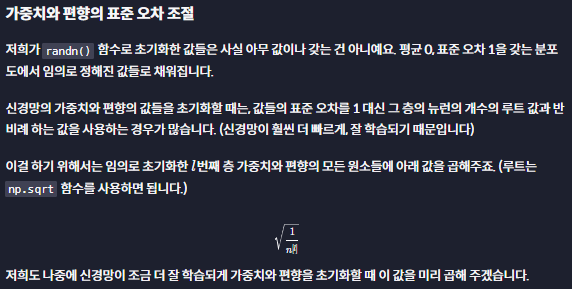 가중치와 편향의 표준 오차 조절
저희가 randn() 함수로 초기화한 값들은 사실 아무 값이나 갖는 건 아니예요. 평균 0, 표준 오차 1을 갖는 분포
도에서 임의로 정해진 값들로 채워집니다.
신경망의 가중치와 편향의 값들을 초기화할 때는, 값들의 표준 오차를 1 대신 그 층의 뉴런의 개수의 루트 값과 반
비례 하는 값을 사용하는 경우가 많습니다. (신경망이 훨씬 더 빠르게, 잘 학습되기 때문입니다)
이걸 하기 위해서는 임의로 초기화한 l번째 층 가중치와 편향의 모든 원소들에 아래 값을 곱해주죠. (루트는
np.sqrt 함수를 사용하면 됩니다.)
√(1/n^[l])
저희도 나중에 신경망이 조금 더 잘 학습되게 가중치와 편향을 초기화할 때 이 값을 미리 곱해 주겠습니다.